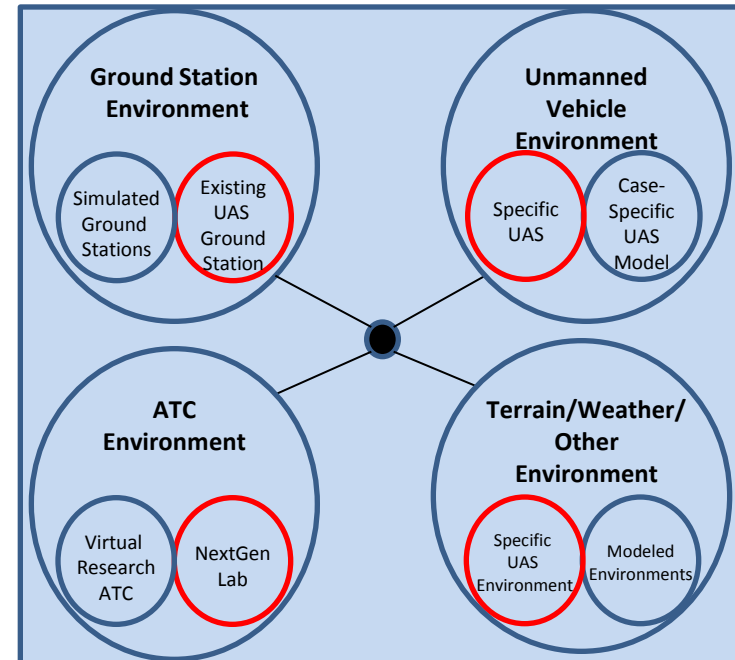 Ground Station
Environment
Simulated
Ground
Stations
Existing
UAS
Ground
Station
Unmanned
Vehicle
Environment
Specific
UAS
Case-
Specific
UAS
Model
ATC
Environment
Virtual
Research
ATC
NextGen
Lab
Terrain/Weather/
Other
Environment
Specific
UAS
Environment
Modeled
Environments